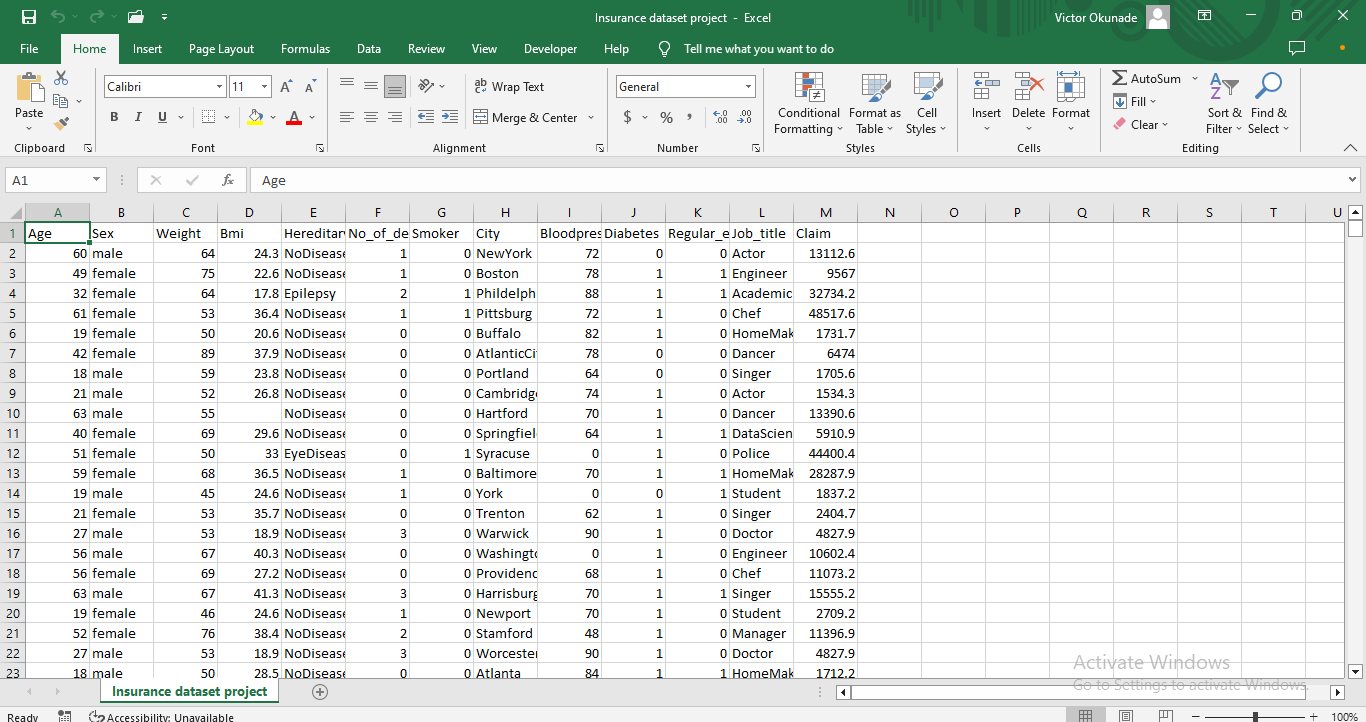 Insurance dataset project - Excel
Victor Okunade
File Home Insert Page Layout Formulas Data Review View Developer Help Tell me what you want to do
Calibri 11 Wrap Text General
AutoSum
Paste B I U Merge & Center $ % , Conditional Formatting Format as Table Cell Styles Insert Delete Format Fill Clear Sort & Filter Find & Select
Clipboard Font Alignment Number Styles Cells Editing
A1 fx Age
A B C D E F G H I J K L M N O P Q R S T U
1 Age Sex Weight Bmi Hereditar No_of_de Smoker City Bloodpres Diabetes Regular_e Job_title Claim
2 60 male 64 24.3 NoDisease 1 0 NewYork 72 0 0 Actor 13112.6
3 49 female 75 22.6 NoDisease 1 0 Boston 78 1 1 Engineer 9567
4 32 female 64 17.8 Epilepsy 2 1 Phildelph 88 1 1 Academic 32734.2
5 61 female 53 36.4 NoDisease 1 1 Pittsburg 72 1 0 Chef 48517.6
6 19 female 50 20.6 NoDisease 0 0 Buffalo 82 1 0 HomeMak 1731.7
7 42 female 89 37.9 NoDisease 0 0 AtlanticCi 78 0 0 Dancer 6474
8 18 male 59 23.8 NoDisease 0 0 Portland 64 0 0 Singer 1705.6
9 21 male 52 26.8 NoDisease 0 0 Cambridge 74 1 0 Actor 1534.3
10 63 male 55 NoDisease 0 0 Hartford 70 1 0 Dancer 13390.6
11 40 female 69 29.6 NoDisease 0 0 Springfiel 64 1 1 DataScien 5910.9
12 51 female 50 33 EyeDiseas 0 1 Syracuse 0 1 0 Police 44400.4
13 59 female 68 36.5 NoDisease 1 0 Baltimore 70 1 1 HomeMak 28287.9
14 19 male 45 24.6 NoDisease 1 0 York 0 0 1 Student 1837.2
15 21 female 53 35.7 NoDisease 0 0 Trenton 62 1 0 Singer 2404.7
16 27 male 53 18.9 NoDisease 3 0 Warwick 90 1 0 Doctor 4827.9
17 56 male 67 40.3 NoDisease 0 0 Washingto 0 1 0 Engineer 10602.4
18 56 female 69 27.2 NoDisease 0 0 Providenc 68 1 0 Chef 11073.2
19 63 male 67 41.3 NoDisease 3 0 Harrisburg 70 1 1 Singer 15555.2
20 19 female 46 24.6 NoDisease 1 0 Newport 70 1 0 Student 2709.2
21 52 female 76 38.4 NoDisease 2 0 Stamford 48 1 0 Manager 11396.9
22 27 male 53 18.9 NoDisease 3 0 Worcester 90 1 0 Doctor 4827.9
23 18 male 50 28.5 NoDisease 0 0 Atlanta 84 1 1 HomeMak 1712.2
Activate Windows
Go to Settings to activate Windows.
Insurance dataset project
Ready Accessibility: Unavailable 100%